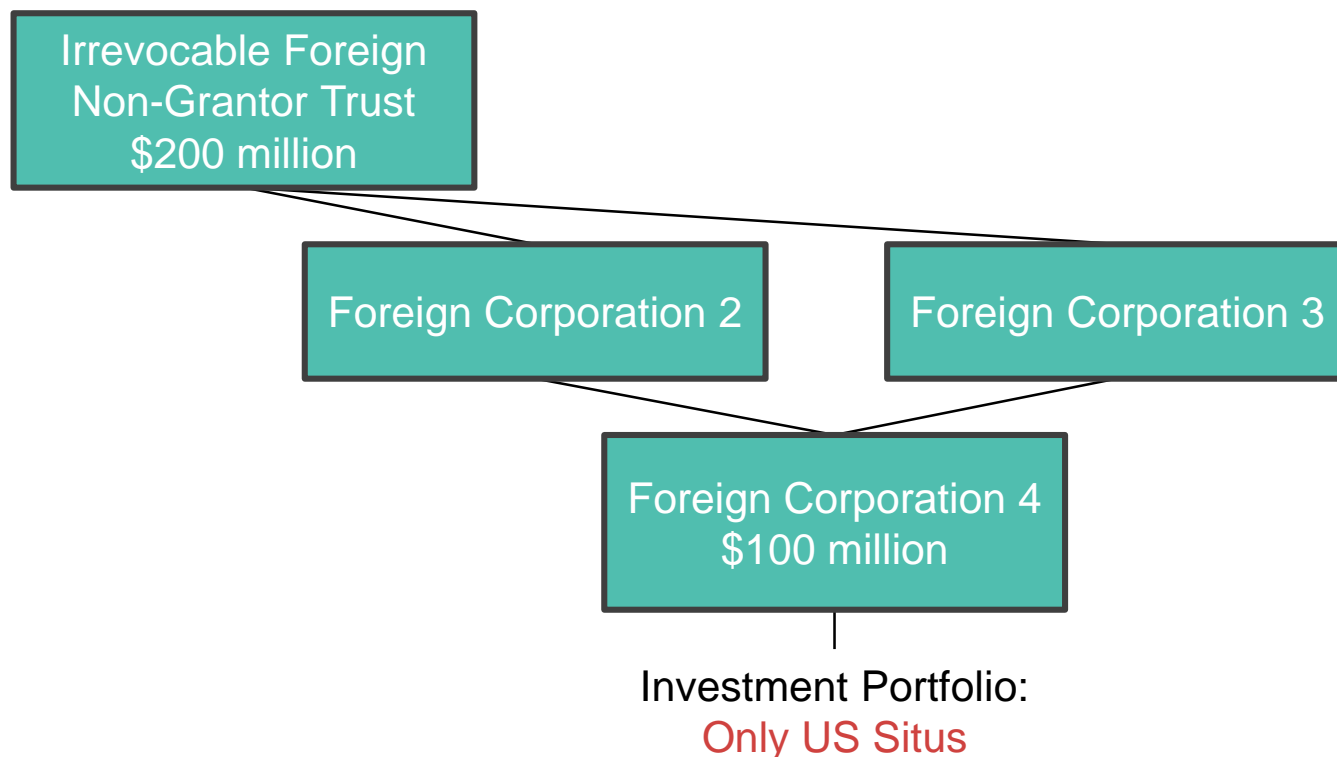 Irrevocable Foreign
Non-Grantor Trust
$200 million
Foreign Corporation 2
Foreign Corporation 3
Foreign Corporation 4
$100 million
Investment Portfolio:
Only US Situs